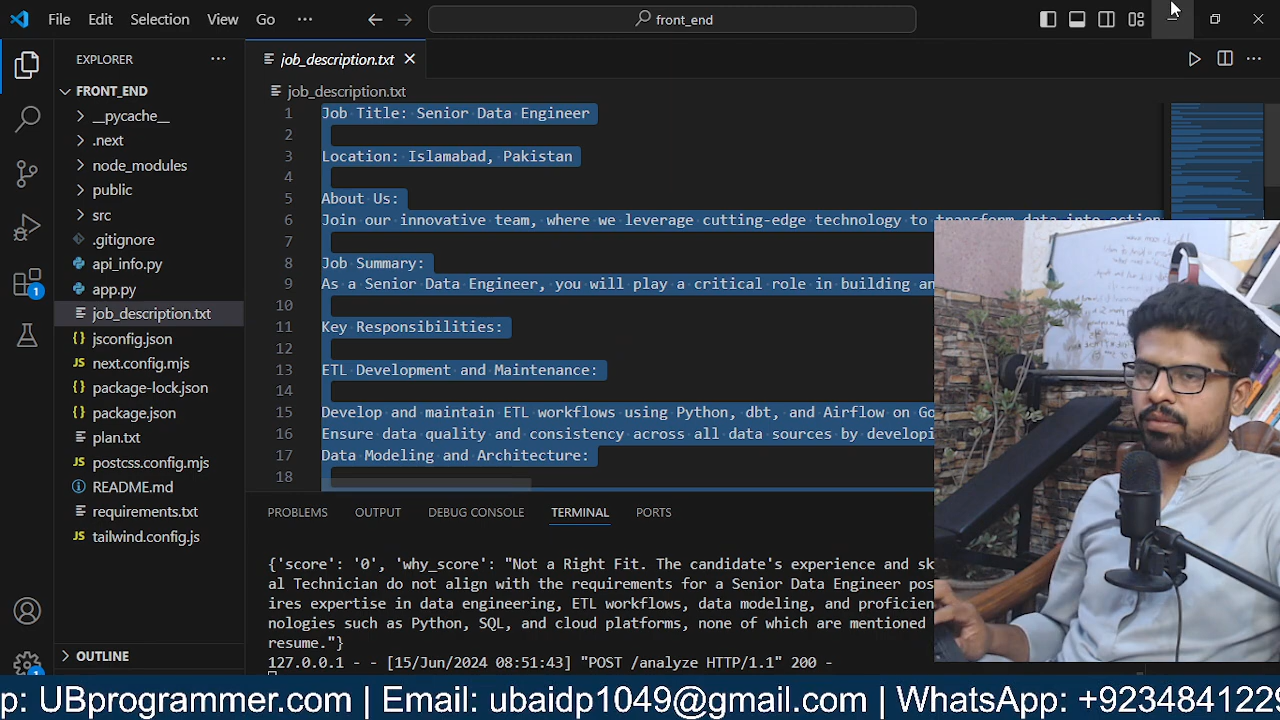 File Edit Selection View Go ··· front_end
EXPLORER
FRONT_END
__pycache__
.next
node_modules
public
src
.gitignore
api_info.py
app.py
job_description.txt
jsconfig.json
next.config.mjs
package-lock.json
package.json
plan.txt
postcss.config.mjs
README.md
requirements.txt
tailwind.config.js
OUTLINE
1
1
job_description.txt
job_description.txt
1 Job Title: Senior Data Engineer
2
3 Location: Islamabad, Pakistan
4
5 About Us:
6 Join our innovative team, where we leverage cutting-edge technology to transform data into action
7
8 Job Summary:
9 As a Senior Data Engineer, you will play a critical role in building an
10
11 Key Responsibilities:
12
13 ETL Development and Maintenance:
14
15 Develop and maintain ETL workflows using Python, dbt, and Airflow on Go
16 Ensure data quality and consistency across all data sources by developi
17 Data Modeling and Architecture:
18
PROBLEMS OUTPUT DEBUG CONSOLE TERMINAL PORTS
{'score': '0', 'why_score': "Not a Right Fit. The candidate's experience and sk
al Technician do not align with the requirements for a Senior Data Engineer pos
ires expertise in data engineering, ETL workflows, data modeling, and proficien
nologies such as Python, SQL, and cloud platforms, none of which are mentioned
resume."}
127.0.0.1 - - [15/Jun/2024 08:51:43] "POST /analyze HTTP/1.1" 200 -
p: UBprogrammer.com | Email: ubaidp1049@gmail.com | WhatsApp: +9234841229